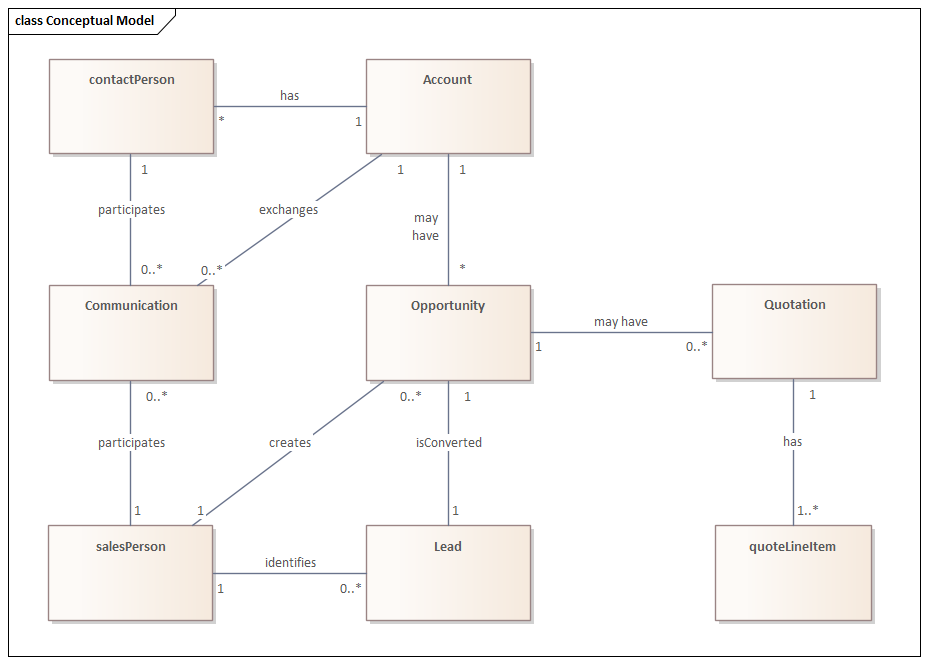 class Conceptual Model
contactPerson
Account
has
*
1
1
1
1
participates
exchanges
may
have
0..*
0..*
*
Communication
Opportunity
Quotation
may have
1
0..*
0..*
0..*
1
1
participates
creates
isConverted
has
1
1
1
1..*
salesPerson
Lead
quoteLineItem
identifies
1
0..*